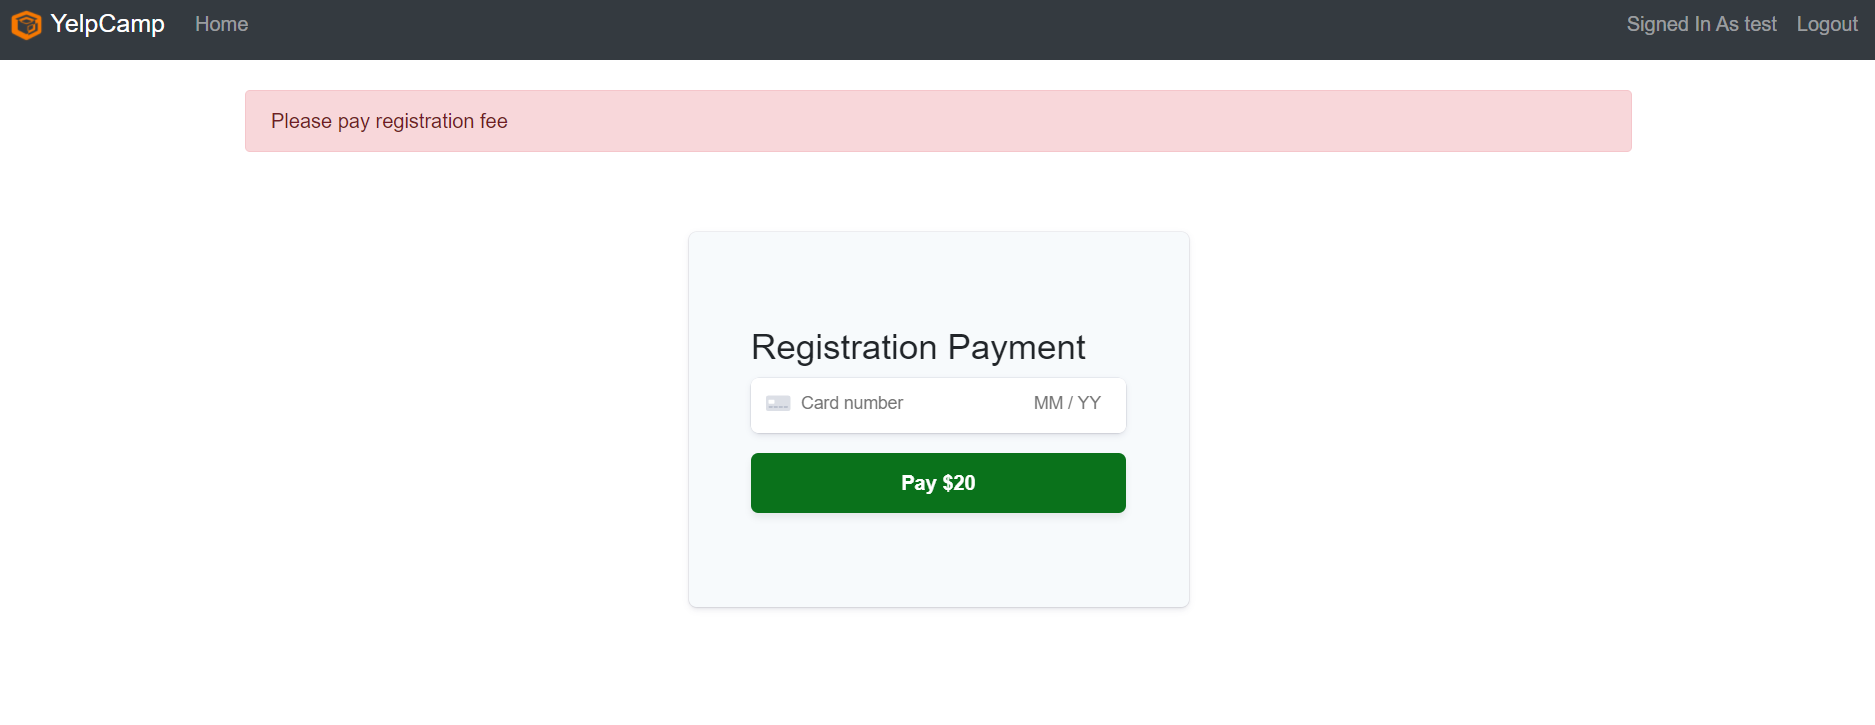 YelpCamp Home Signed In As test Logout
Please pay registration fee
Registration Payment
Card number MM / YY
Pay $20